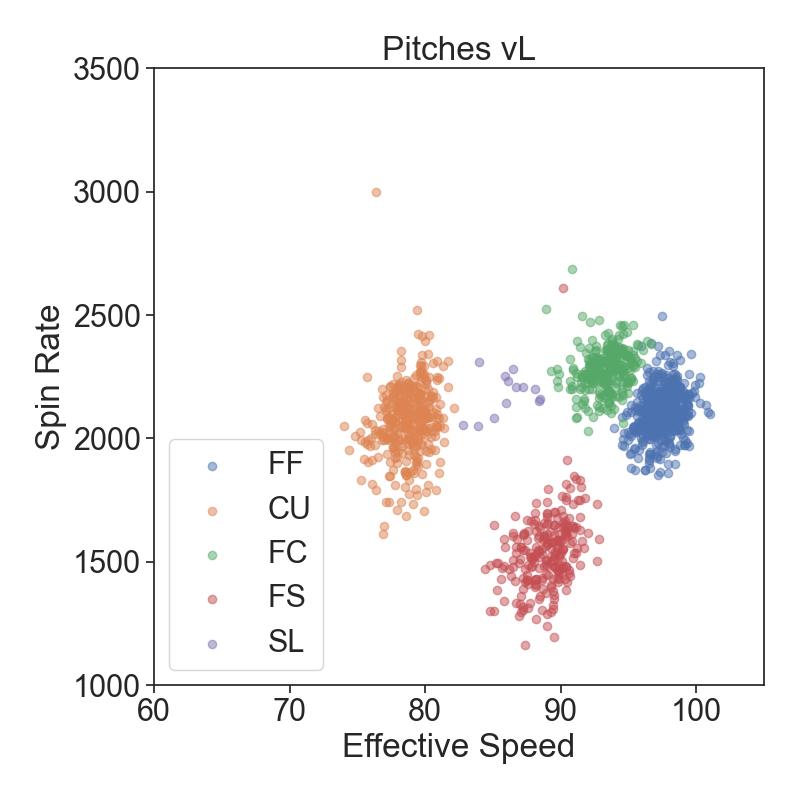 Pitches vL
3500
3000
2500
2000
1500
1000
Spin Rate
FF
CU
FC
FS
SL
60 70 80 90 100
Effective Speed